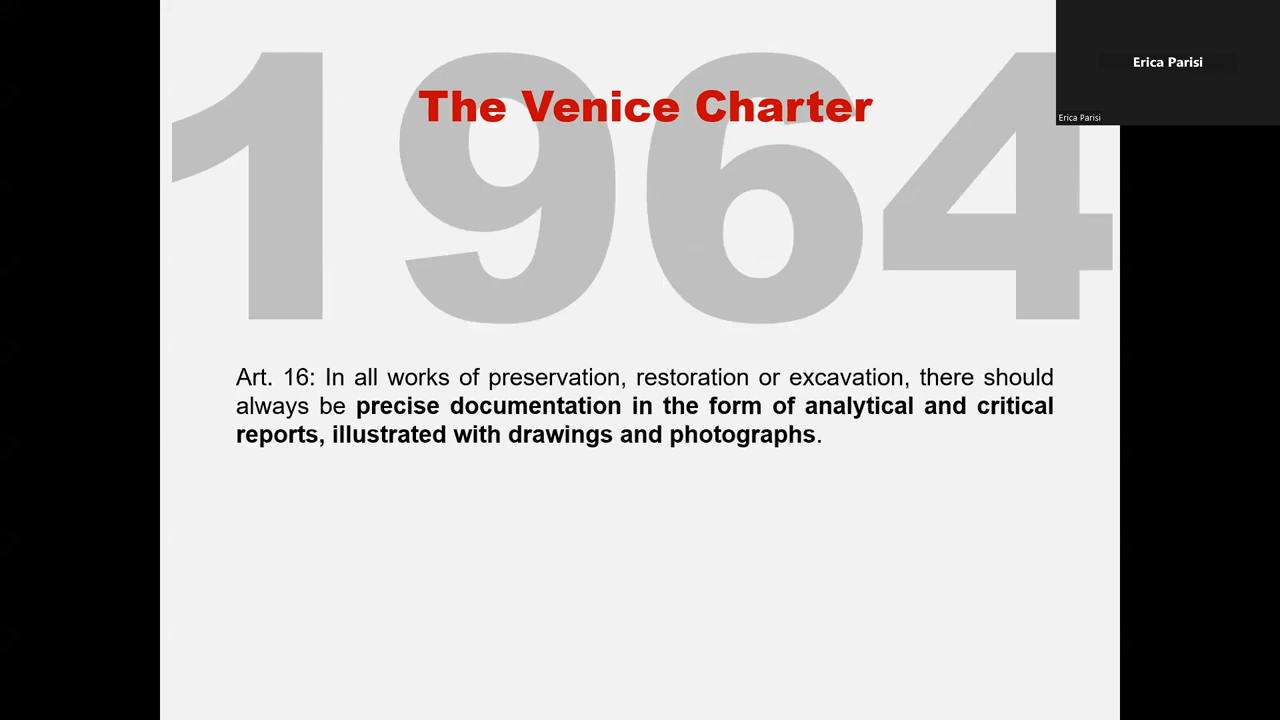 1964
The Venice Charter
Erica Parisi
Erica Parisi
Art. 16: In all works of preservation, restoration or excavation, there should
always be precise documentation in the form of analytical and critical
reports, illustrated with drawings and photographs.